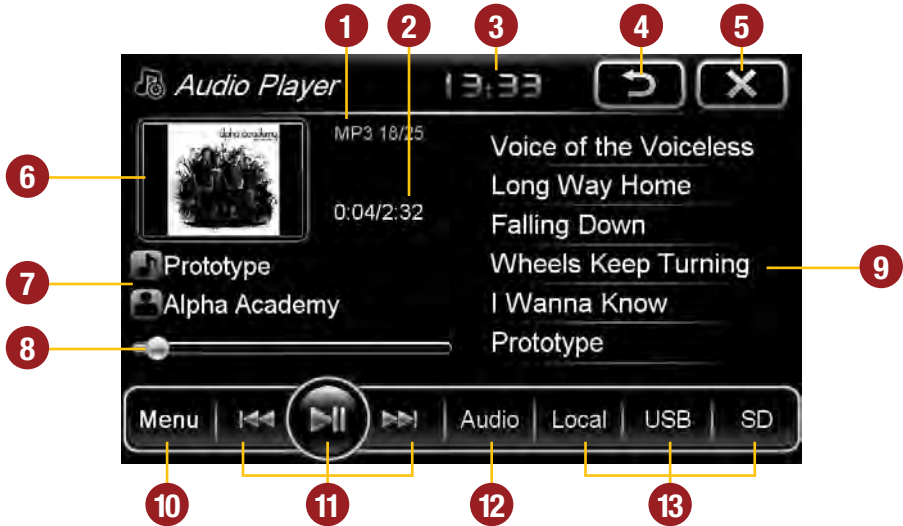 1 2 3 4 5
Audio Player 13:33
alpha academy
MP3 18/25
0:04/2:32
6
Prototype
Alpha Academy
7
8
Voice of the Voiceless
Long Way Home
Falling Down
Wheels Keep Turning
I Wanna Know
Prototype
9
Menu Audio Local USB SD
10 11 12 13